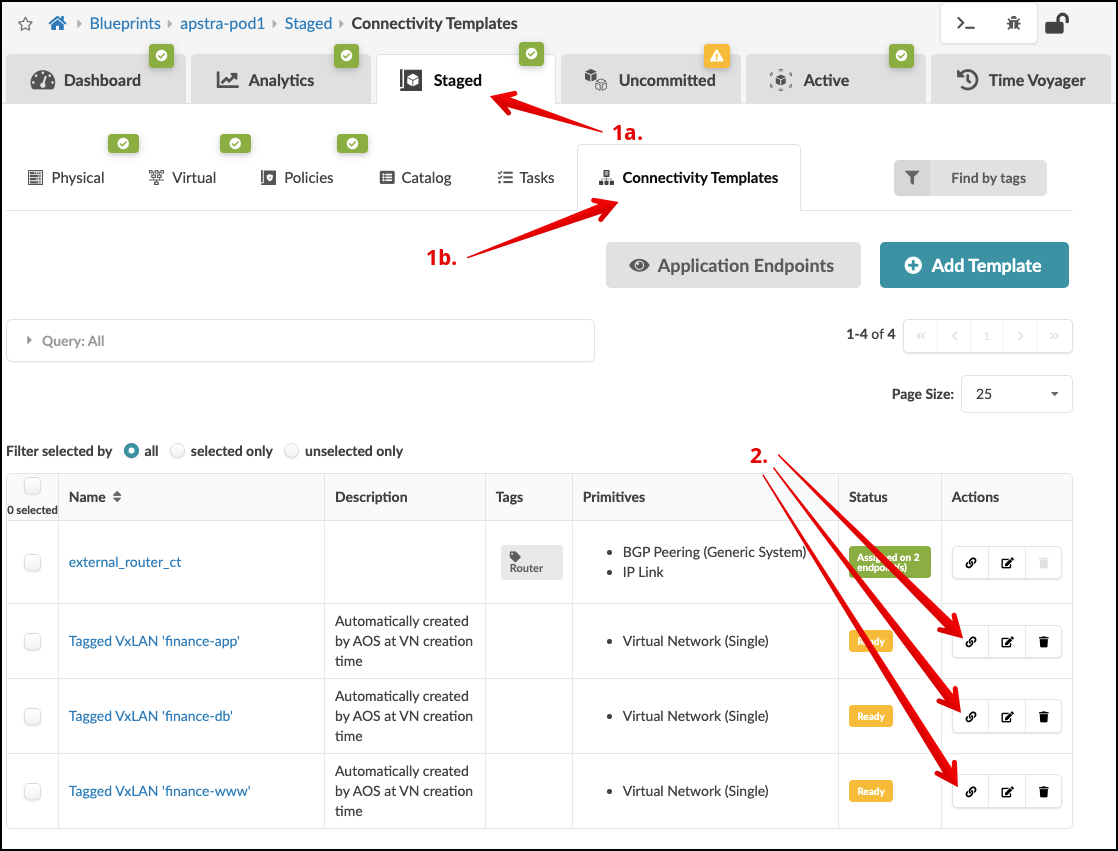 Blueprints apstra-pod1 Staged Connectivity Templates
Dashboard Analytics Staged Uncommitted Active Time Voyager
1a.
Physical Virtual Policies Catalog Tasks Connectivity Templates Find by tags
1b.
Application Endpoints Add Template
Query: All 1-4 of 4 « < 1 > »
Page Size: 25
Filter selected by all selected only unselected only
2.
0 selected Name Description Tags Primitives Status Actions
external_router_ct
Router
• BGP Peering (Generic System)
• IP Link
Assigned on 2
endpoint(s)
Tagged VxLAN 'finance-app'
Automatically created
by AOS at VN creation
time
• Virtual Network (Single)
Ready
Tagged VxLAN 'finance-db'
Automatically created
by AOS at VN creation
time
• Virtual Network (Single)
Ready
Tagged VxLAN 'finance-www'
Automatically created
by AOS at VN creation
time
• Virtual Network (Single)
Ready